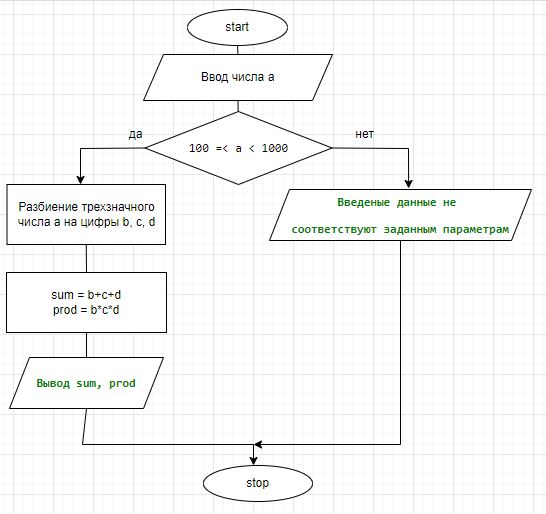 start
Ввод числа a
да
нет
100 =< a < 1000
Разбиение трехзначного
числа a на цифры b, c, d
Введеные данные не
соответствуют заданным параметрам
sum = b+c+d
prod = b*c*d
Вывод sum, prod
stop